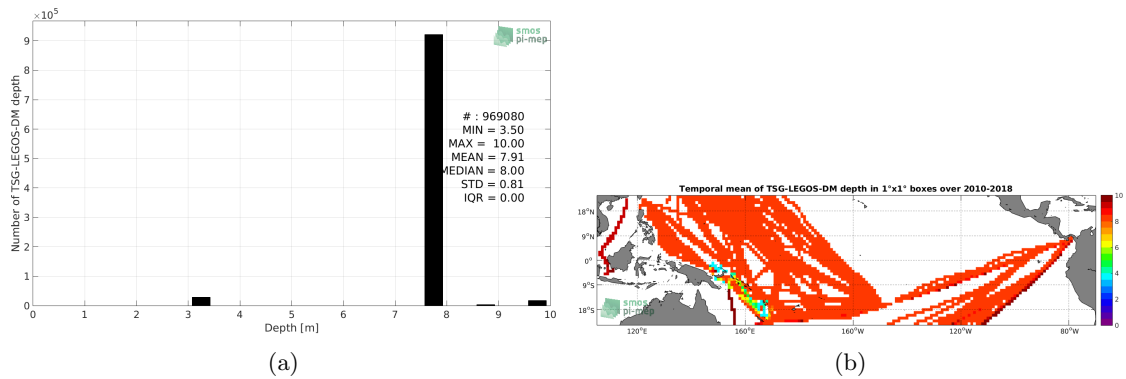 ×10⁵
9
8
7
6
5
4
3
2
1
0
Number of TSG-LEGOS-DM depth
0 1 2 3 4 5 6 7 8 9 10
Depth [m]
smos
pi-mep
# : 969080
MIN = 3.50
MAX = 10.00
MEAN = 7.91
MEDIAN = 8.00
STD = 0.81
IQR = 0.00
(a)
Temporal mean of TSG-LEGOS-DM depth in 1°x1° boxes over 2010-2018
18°N
9°N
0°
9°S
18°S
120°E 160°E 160°W 120°W 80°W
smos
pi-mep
10
8
6
4
2
0
(b)